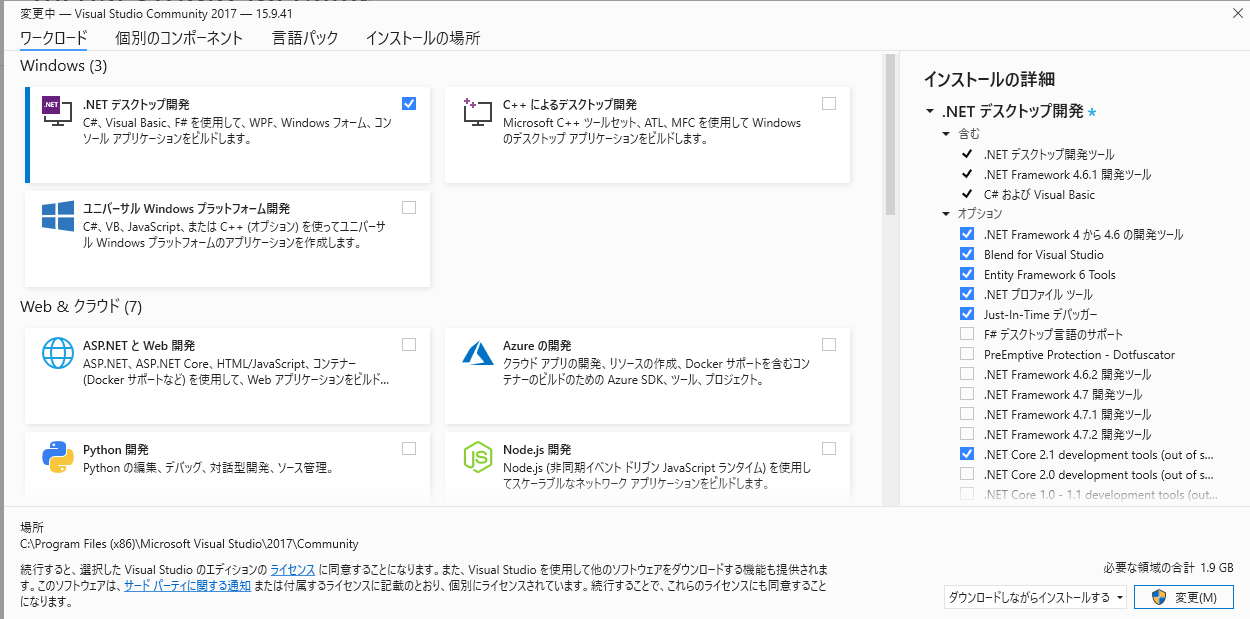 変更中 — Visual Studio Community 2017 — 15.9.41
ワークロード 個別のコンポーネント 言語パック インストールの場所
Windows (3)
.NET デスクトップ開発
C#、Visual Basic、F# を使用して、WPF、Windows フォーム、コン
ソール アプリケーションをビルドします。
C++ によるデスクトップ開発
Microsoft C++ ツールセット、ATL、MFC を使用して Windows
のデスクトップ アプリケーションをビルドします。
ユニバーサル Windows プラットフォーム開発
C#、VB、JavaScript、または C++ (オプション) を使ってユニバーサ
ル Windows プラットフォームのアプリケーションを作成します。
Web & クラウド (7)
ASP.NET と Web 開発
ASP.NET、ASP.NET Core、HTML/JavaScript、コンテナー
(Docker サポートなど) を使用して、Web アプリケーションをビルド...
Azure の開発
クラウド アプリの開発、リソースの作成、Docker サポートを含むコン
テナーのビルドのための Azure SDK、ツール、プロジェクト。
Python 開発
Python の編集、デバッグ、対話型開発、ソース管理。
Node.js 開発
Node.js (非同期イベント ドリブン JavaScript ランタイム) を使用し
てスケーラブルなネットワーク アプリケーションをビルドします。
インストールの詳細
.NET デスクトップ開発 *
含む
.NET デスクトップ開発ツール
.NET Framework 4.6.1 開発ツール
C# および Visual Basic
オプション
.NET Framework 4 から 4.6 の開発ツール
Blend for Visual Studio
Entity Framework 6 Tools
.NET プロファイル ツール
Just-In-Time デバッガー
F# デスクトップ言語のサポート
PreEmptive Protection - Dotfuscator
.NET Framework 4.6.2 開発ツール
.NET Framework 4.7 開発ツール
.NET Framework 4.7.1 開発ツール
.NET Framework 4.7.2 開発ツール
.NET Core 2.1 development tools (out of s...
.NET Core 2.0 development tools (out of s...
.NET Core 1.0 - 1.1 development tools (out...
場所
C:\Program Files (x86)\Microsoft Visual Studio\2017\Community
続行すると、選択した Visual Studio のエディションの ライセンス に同意することになります。また、Visual Studio を使用して他のソフトウェアをダウンロードする機能も提供されま
す。このソフトウェアは、サード パーティに関する通知 または付属するライセンスに記載のとおり、個別にライセンスされています。続行することで、これらのライセンスにも同意すること
になります。
必要な領域の合計 1.9 GB
ダウンロードしながらインストールする
変更(M)